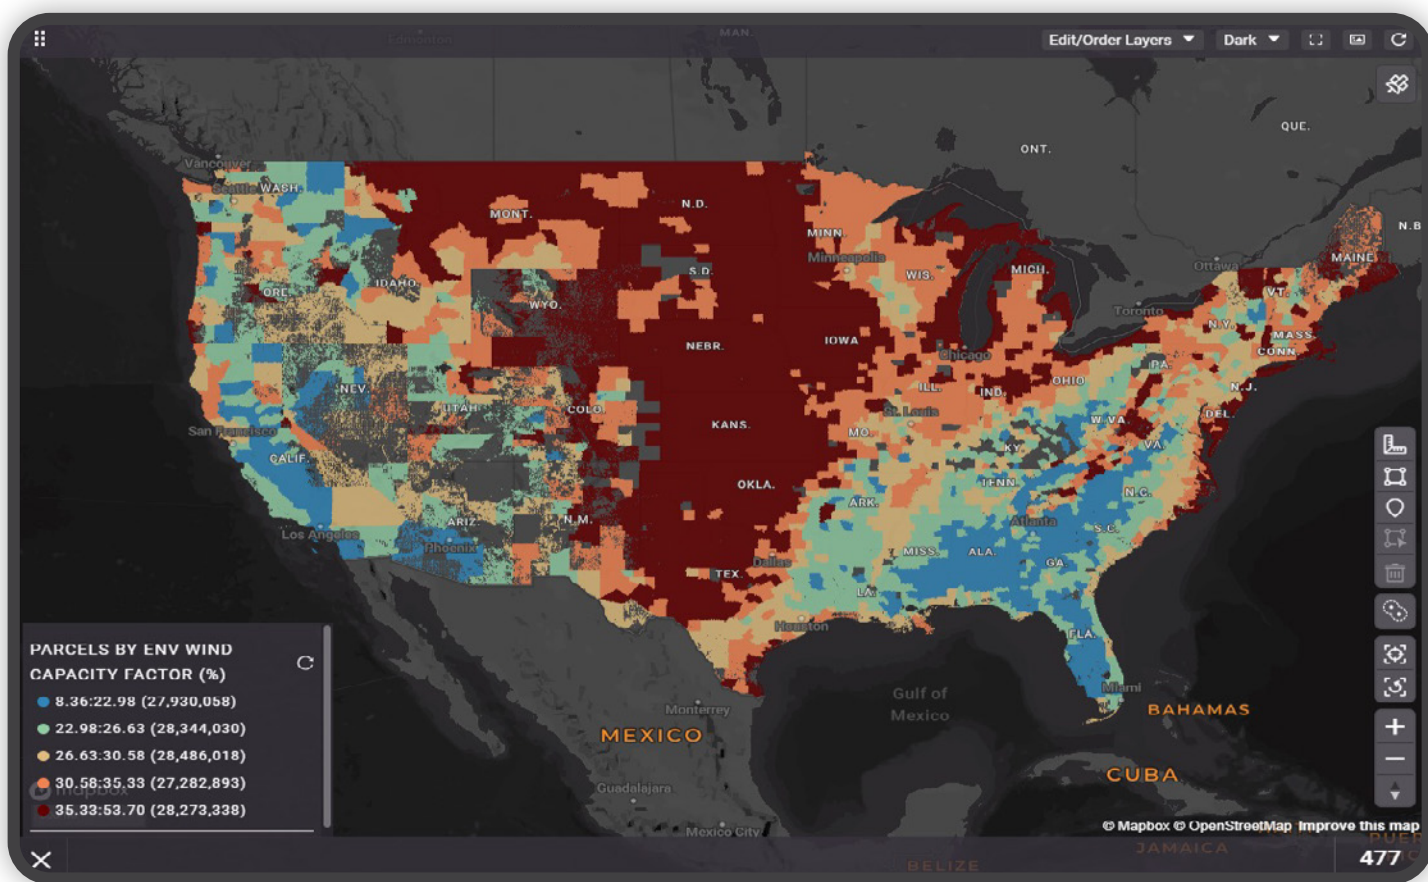 Edmonton
MAN.
Edit/Order Layers
Dark
QUE.
ONT.
Vancouver
Seattle
WASH.
N.D.
MONT.
N.B
MINN.
Minneapolis
Ottawa
MAINE
S.D.
WIS.
MICH.
ORE.
IDAHO
WYO.
VT.
Toronto
N.Y.
MASS.
NEBR.
IOWA
Chicago
CONN.
PA.
NEV.
UTAH
COLO.
ILL.
IND.
OHIO
N.J.
St. Louis
DEL.
San Francisco
KANS.
MO.
W.VA.
VA.
CALIF.
KY.
OKLA.
TENN.
N.C.
ARK.
Los Angeles
ARIZ.
Phoenix
N.M.
Atlanta
S.C.
MISS.
ALA.
GA.
Dallas
TEX.
LA.
Houston
FLA.
Miami
PARCELS BY ENV WIND
CAPACITY FACTOR (%)
8.36:22.98 (27,930,058)
22.98:26.63 (28,344,030)
26.63:30.58 (28,486,018)
30.58:35.33 (27,282,893)
mapbox
35.33:53.70 (28,273,338)
Monterrey
Gulf of
Mexico
BAHAMAS
MEXICO
CUBA
Guadalajara
Mexico City
© Mapbox © OpenStreetMap Improve this map
JAMAICA
BELIZE
477